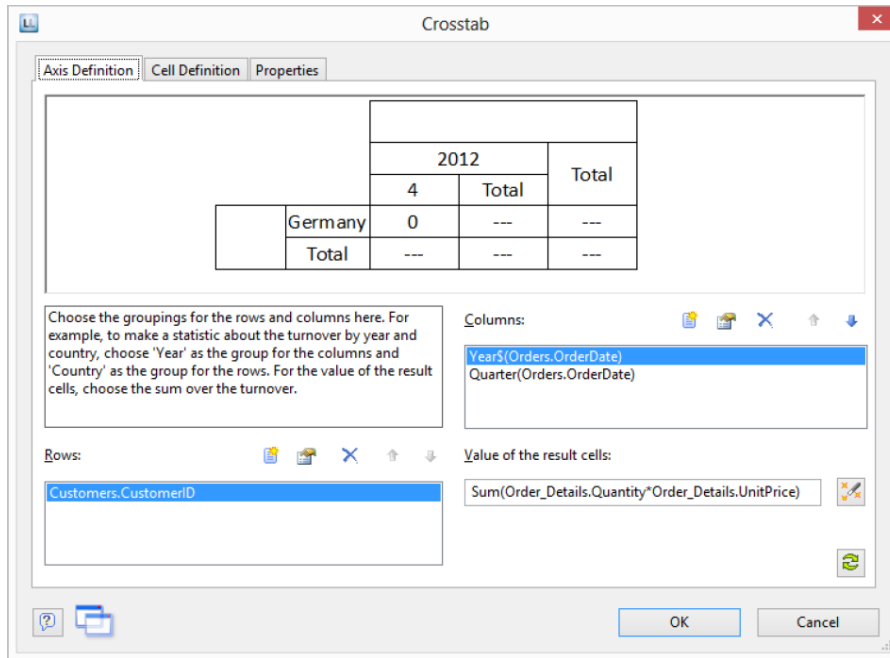 Crosstab
Axis Definition Cell Definition Properties
2012
Total
4 Total
Germany 0 --- ---
Total --- --- ---
Choose the groupings for the rows and columns here. For
example, to make a statistic about the turnover by year and
country, choose 'Year' as the group for the columns and
'Country' as the group for the rows. For the value of the result
cells, choose the sum over the turnover.
Columns:
Year$(Orders.OrderDate)
Quarter(Orders.OrderDate)
Rows:
Customers.CustomerID
Value of the result cells:
Sum(Order_Details.Quantity*Order_Details.UnitPrice)
OK Cancel